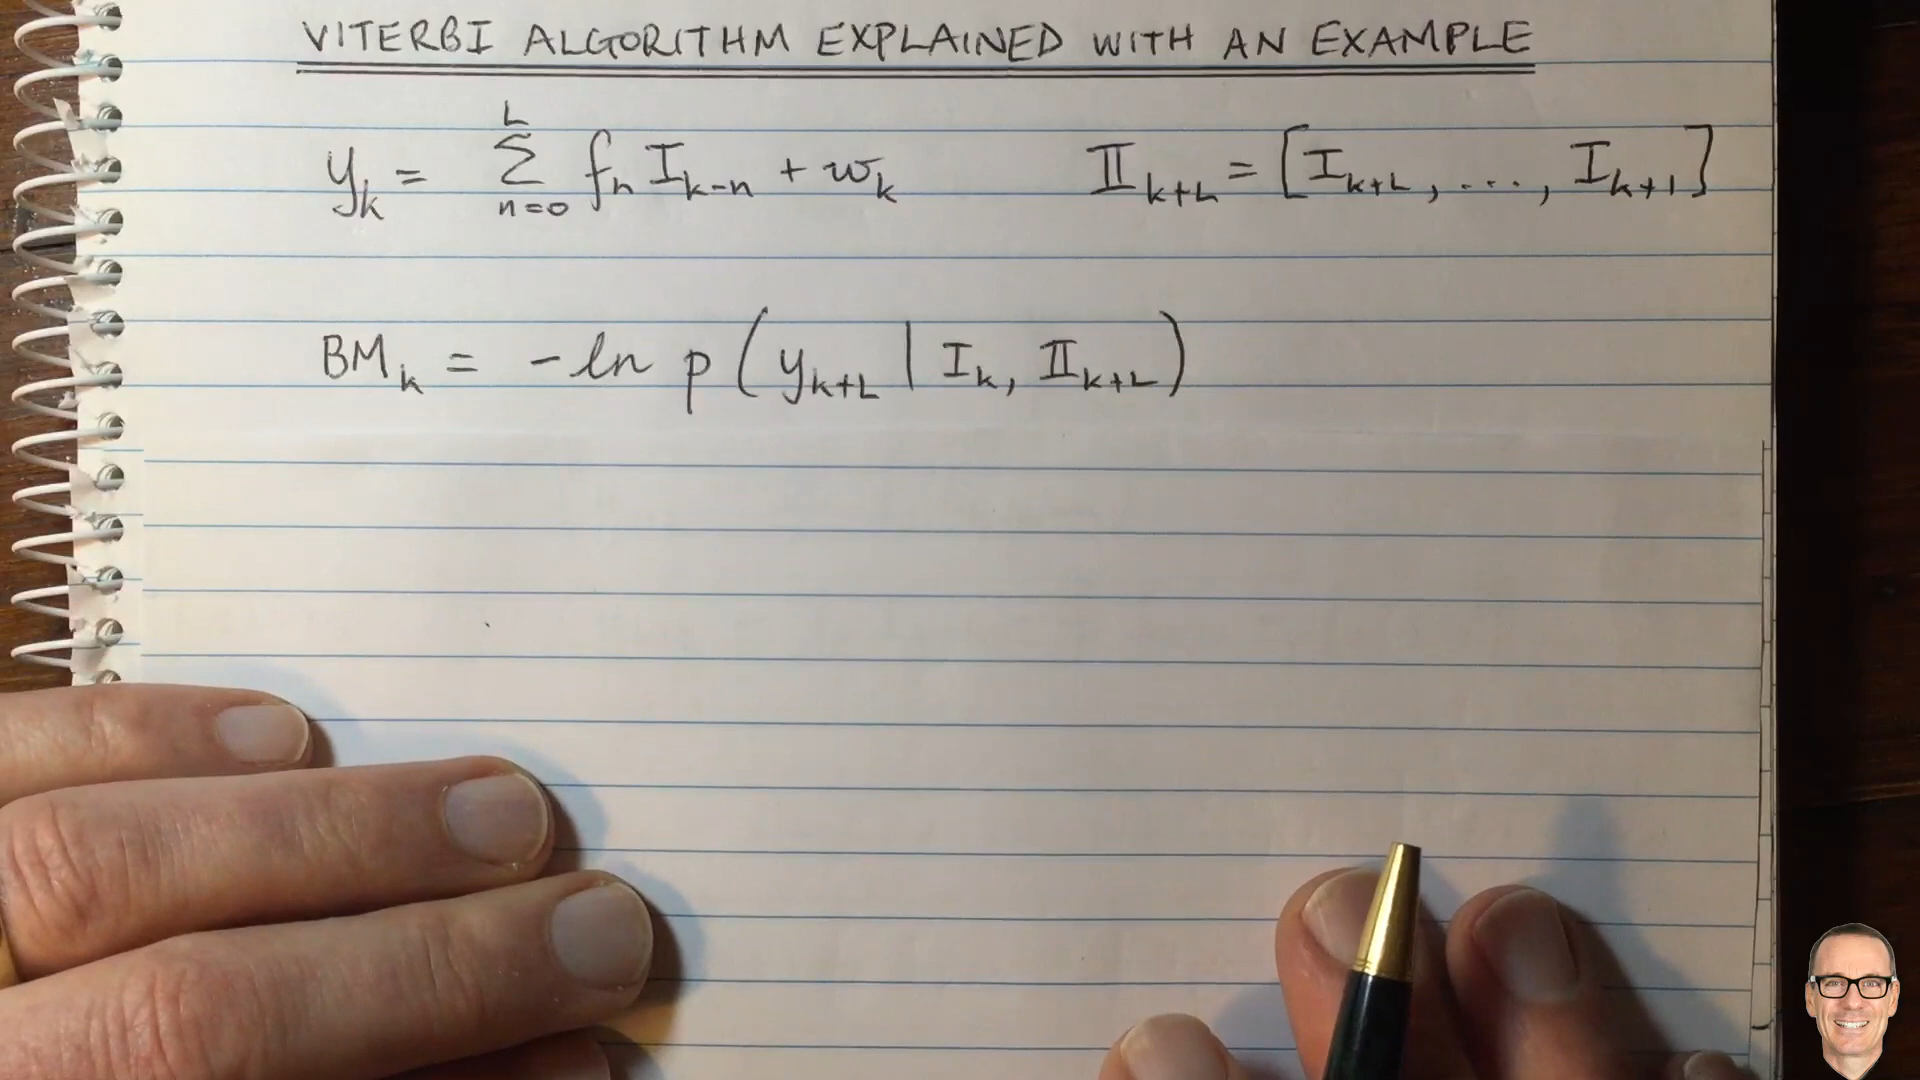 VITERBI ALGORITHM EXPLAINED WITH AN EXAMPLE
y_k = Σ_{n=0}^{L} f_n I_{k-n} + w_k    𝕀_{k+L} = [I_{k+L}, ..., I_{k+1}]
BM_k = -ln p (y_{k+L} | I_k, 𝕀_{k+L})